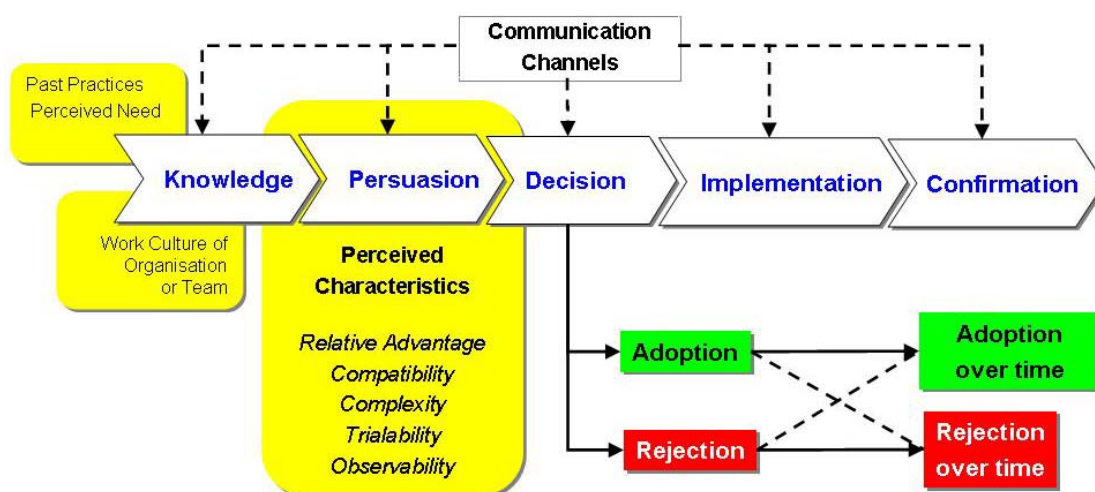 Communication
Channels
Past Practices
Perceived Need
Knowledge
Persuasion
Decision
Implementation
Confirmation
Work Culture of
Organisation
or Team
Perceived
Characteristics
Relative Advantage
Compatibility
Complexity
Trialability
Observability
Adoption
Adoption
over time
Rejection
Rejection
over time